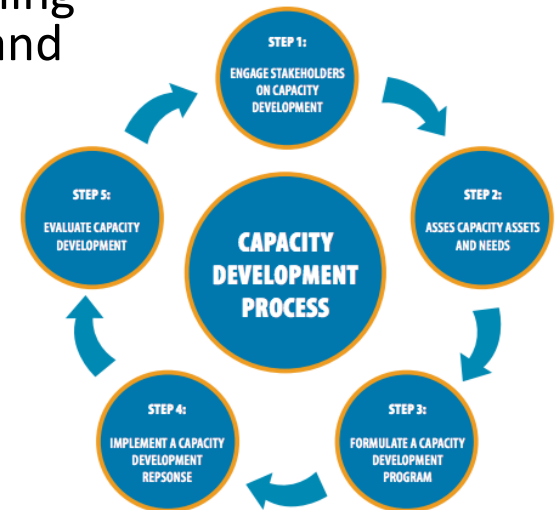 and
STEP 1:
ENGAGE STAKEHOLDERS
ON CAPACITY
DEVELOPMENT
STEP 2:
ASSES CAPACITY ASSETS
AND NEEDS
STEP 3:
FORMULATE A CAPACITY
DEVELOPMENT
PROGRAM
STEP 4:
IMPLEMENT A CAPACITY
DEVELOPMENT
REPSONSE
STEP 5:
EVALUATE CAPACITY
DEVELOPMENT
CAPACITY
DEVELOPMENT
PROCESS